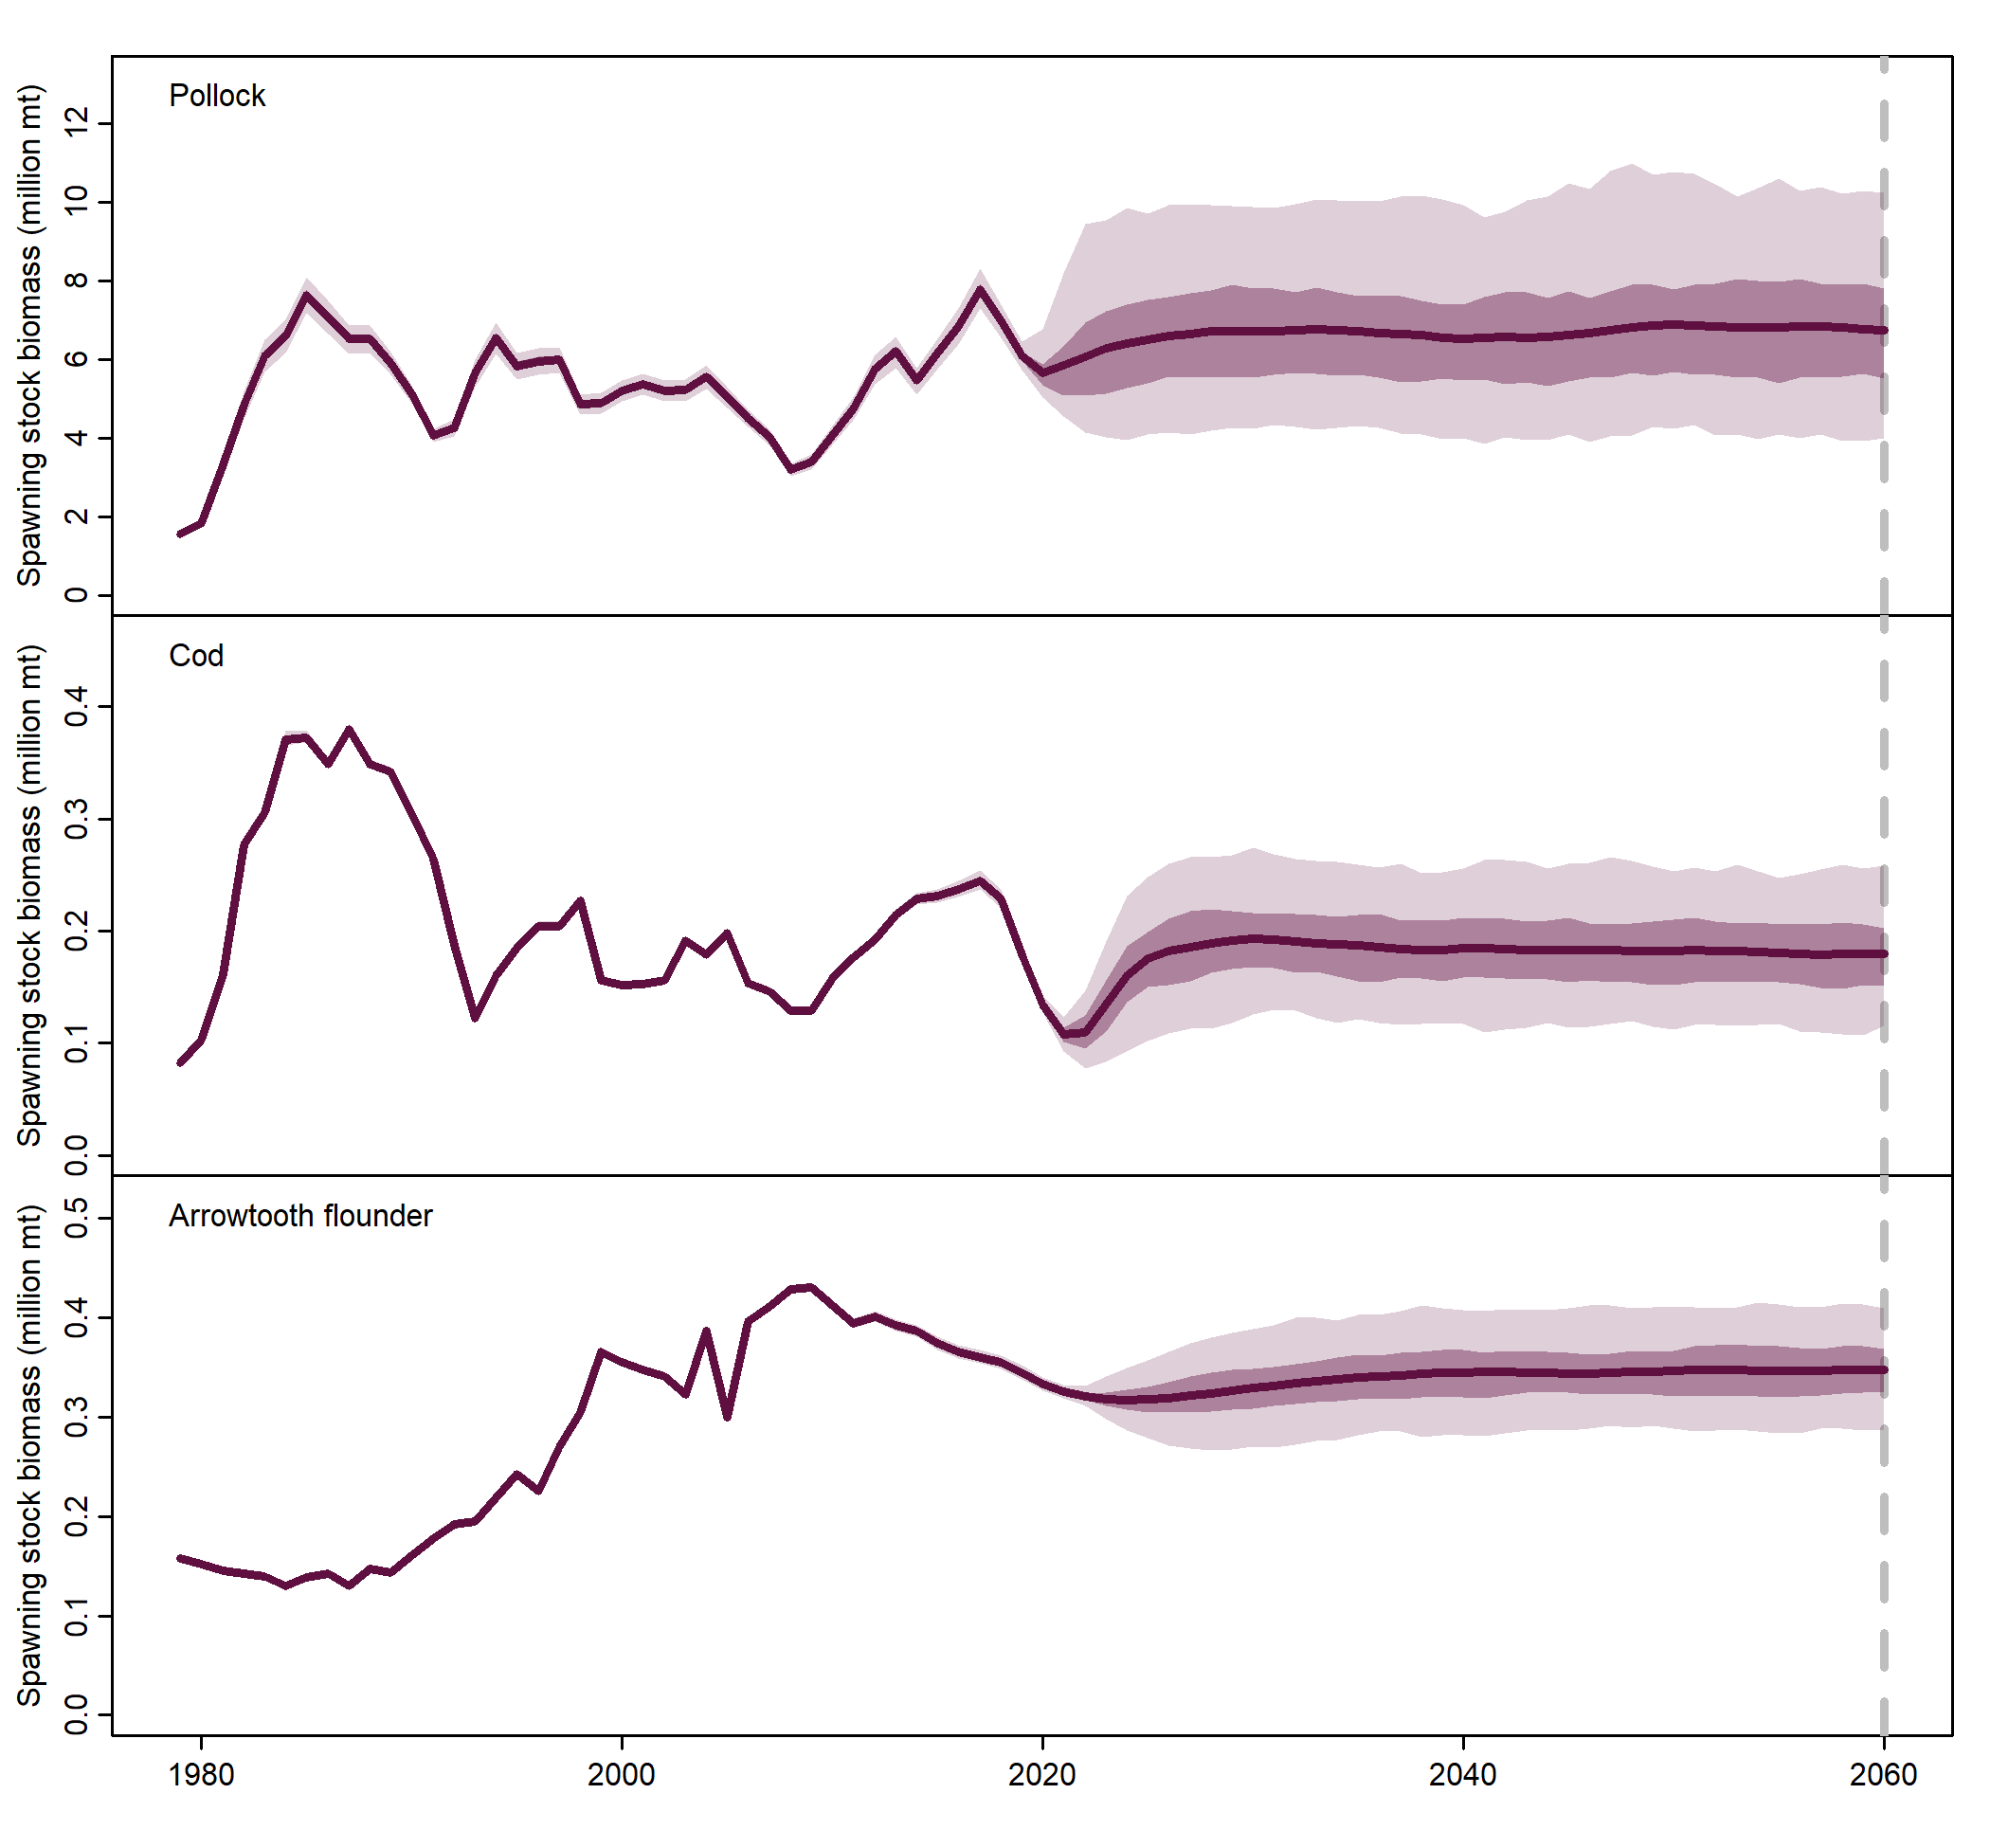 Pollock
Spawning stock biomass (million mt)
12
10
8
6
4
2
0
Cod
Spawning stock biomass (million mt)
0.4
0.3
0.2
0.1
0.0
Arrowtooth flounder
Spawning stock biomass (million mt)
0.5
0.4
0.3
0.2
0.1
0.0
1980 2000 2020 2040 2060